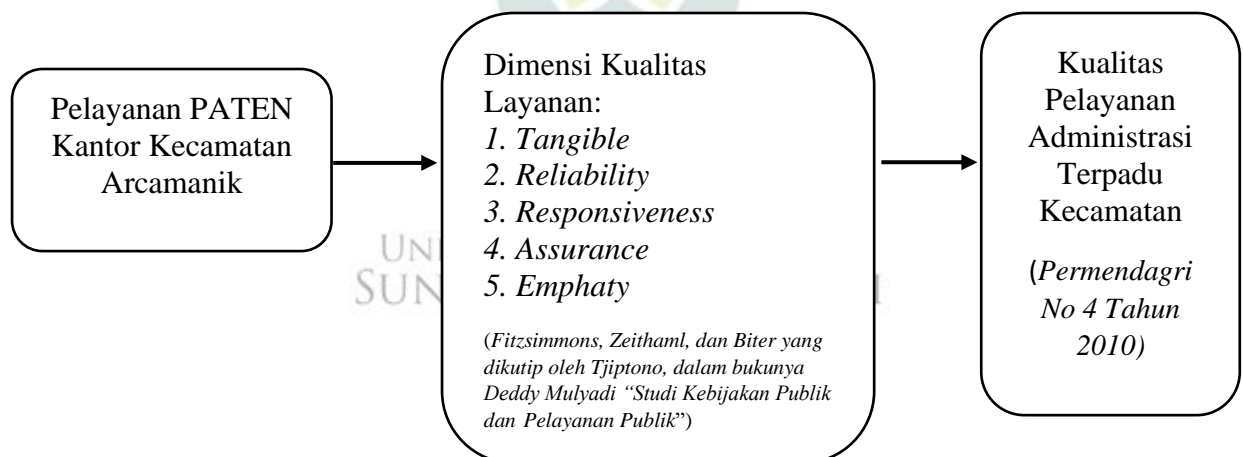 Pelayanan PATEN
Kantor Kecamatan
Arcamanik
Dimensi Kualitas
Layanan:
1. Tangible
2. Reliability
3. Responsiveness
4. Assurance
5. Emphaty
(Fitzsimmons, Zeithaml, dan Biter yang
dikutip oleh Tjiptono, dalam bukunya
Deddy Mulyadi “Studi Kebijakan Publik
dan Pelayanan Publik”)
Kualitas
Pelayanan
Administrasi
Terpadu
Kecamatan
(Permendagri
No 4 Tahun
2010)